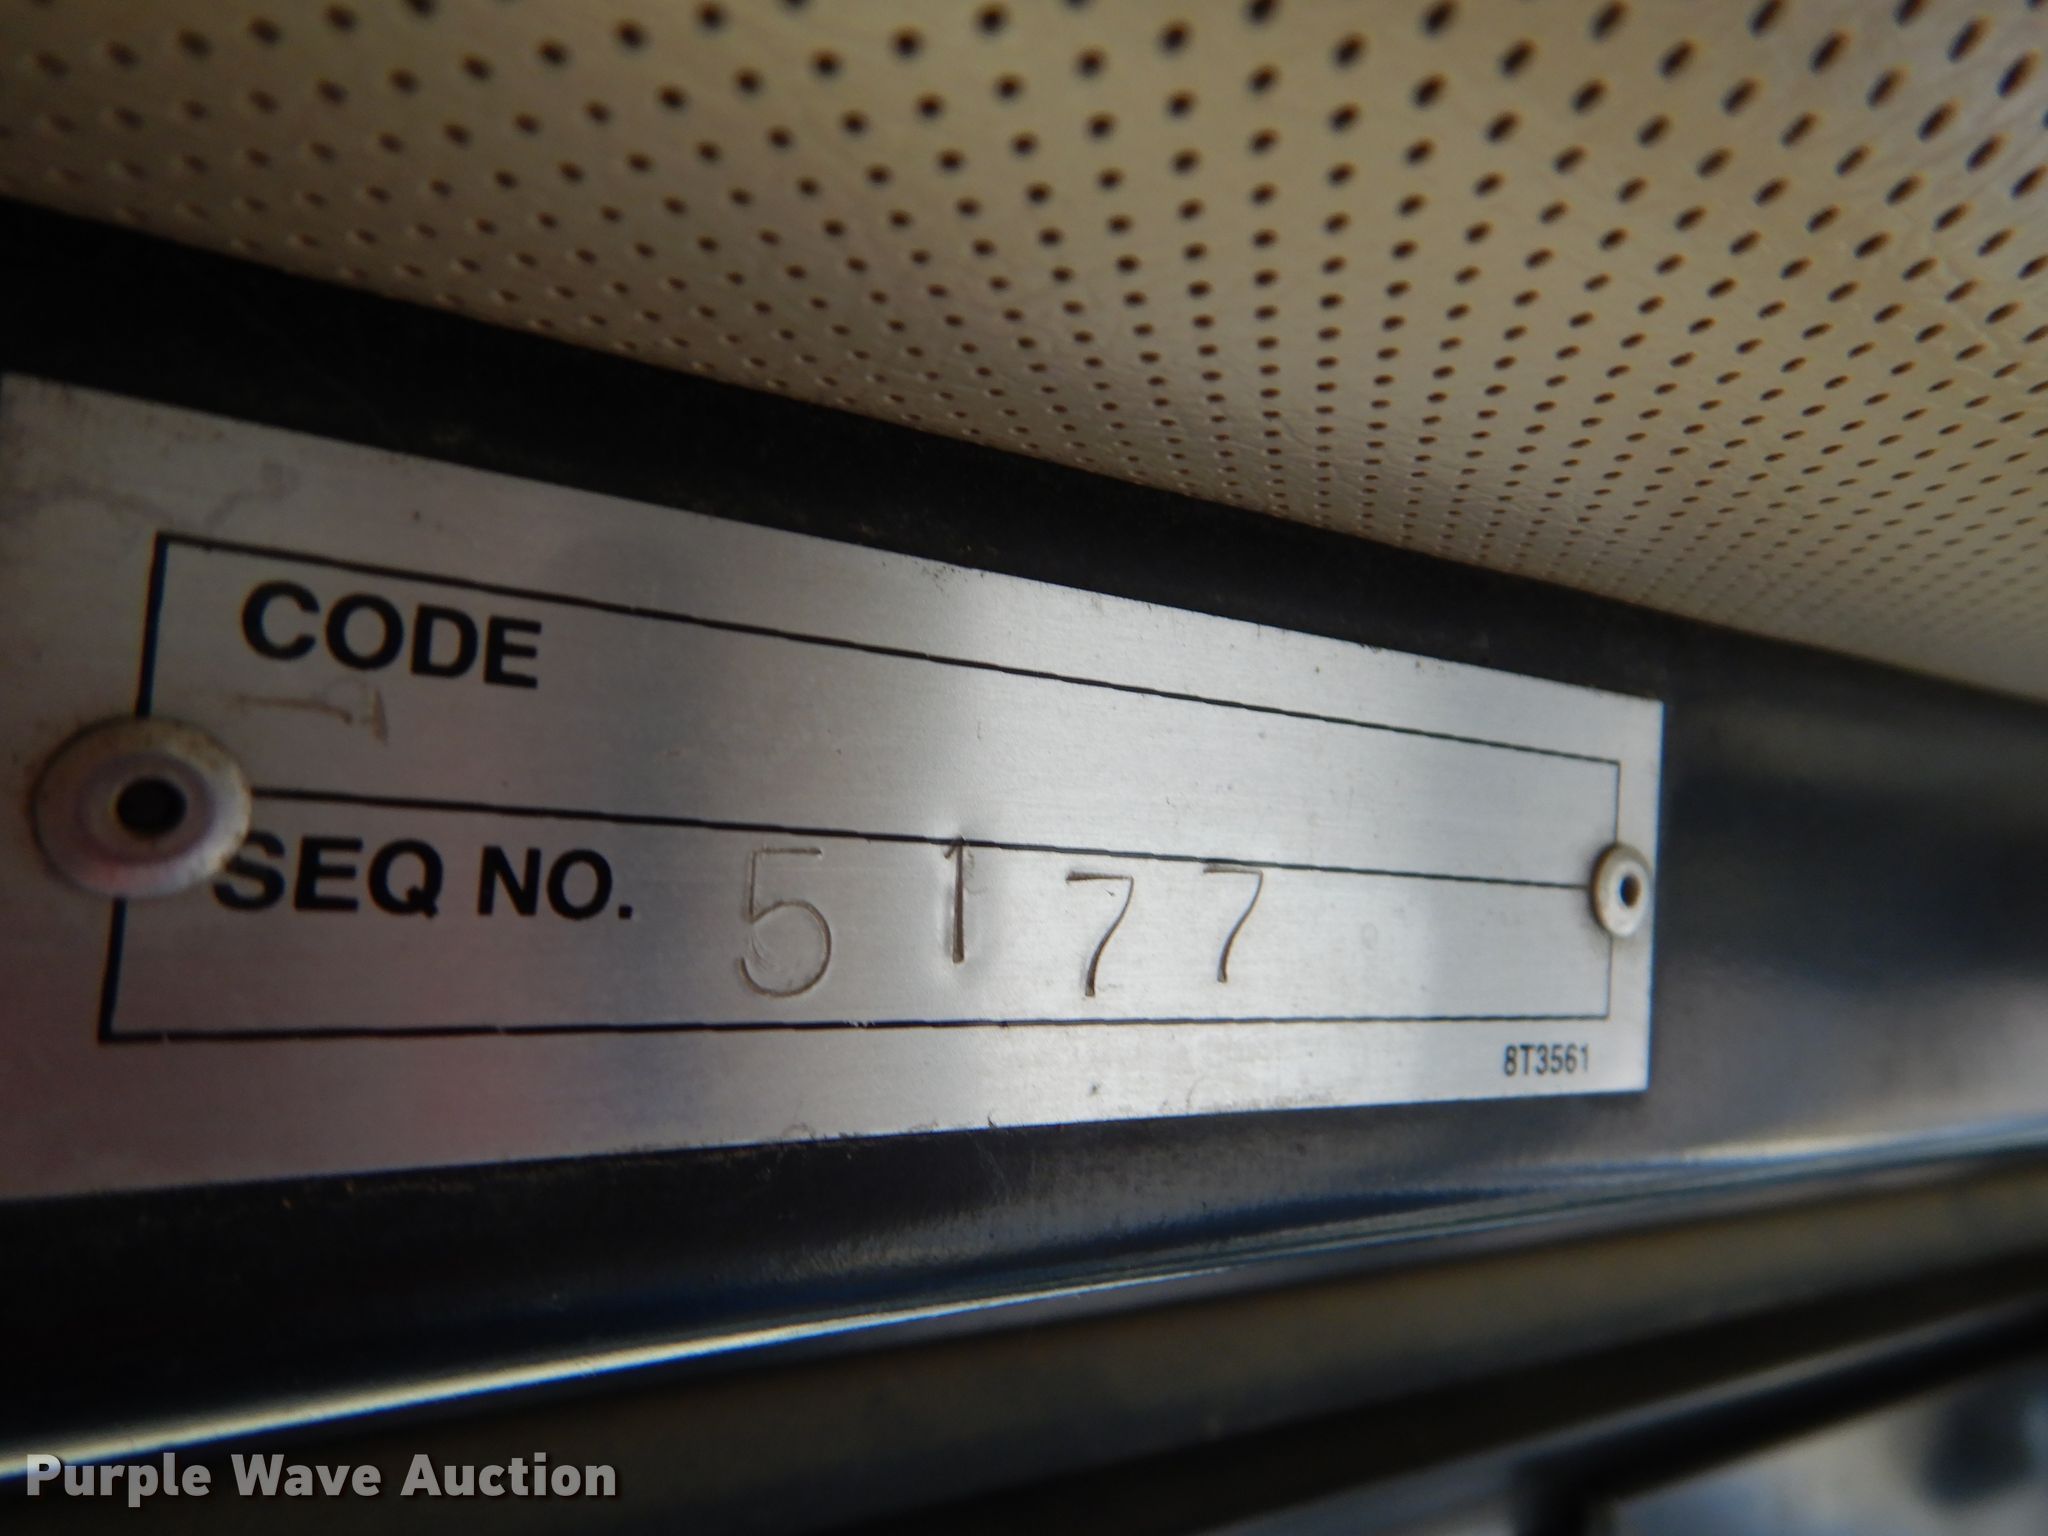 CODE
SEQ NO. 5177
8T3561
Purple Wave Auction